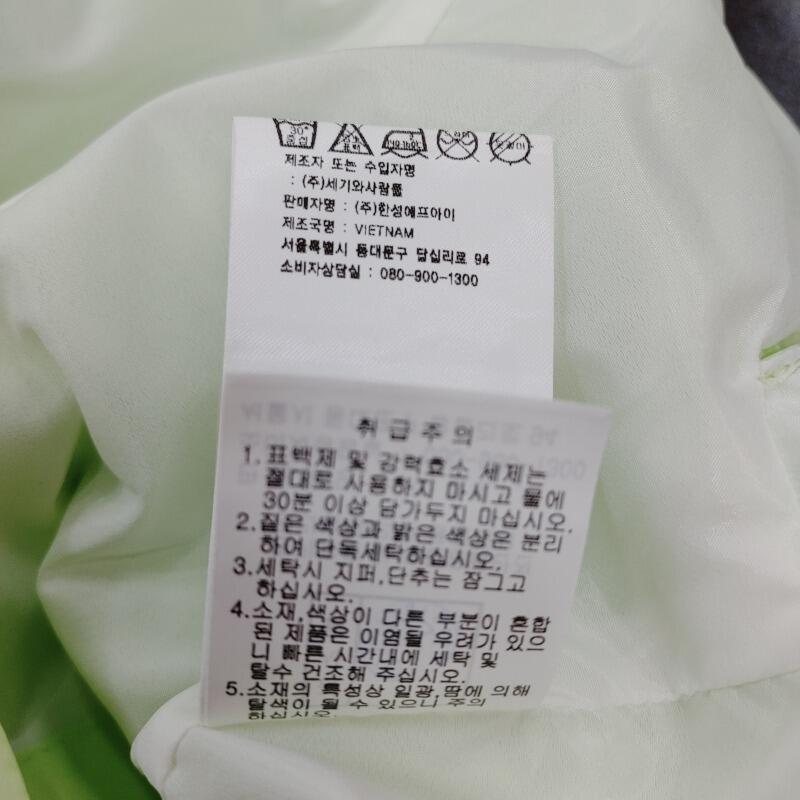 30°
중성
제조자 또는 수입자명
: (주)세기와사람들
판매자명 : (주)한성에프아이
제조국명 : VIETNAM
서울특별시 동대문구 답십리로 94
소비자상담실 : 080-900-1300
취급주의
1.표백제 및 강력효소 세제는
절대로 사용하지 마시고 물에
30분 이상 담가두지 마십시오.
2.짙은 색상과 밝은 색상은 분리
하여 단독세탁하십시오.
3.세탁시 지퍼,단추는 잠그고
하십시오.
4.소재,색상이 다른 부분이 혼합
된 제품은 이염될 우려가 있으
니 빠른 시간내에 세탁 및
탈수 건조해 주십시오.
5.소재의 특성상 일광,땀에 의해
탈색이 될 수 있으니 주의
하십시오.